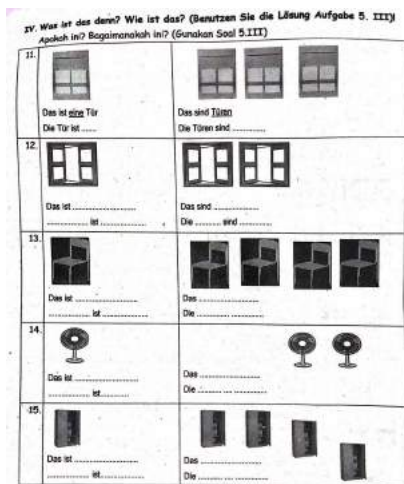 IV. Was ist das denn? Wie ist das? (Benutzen Sie die Lösung Aufgabe 5. III)!
Apakah ini? Bagaimanakah ini? (Gunakan Soal 5.III)
11.
Das ist eine Tür
Die Tür ist ......
Das sind Türen
Die Türen sind .............
12.
Das ist ....................
............... ist ...............
Das sind .................
Die .......... sind ..........
13.
Das ist ....................
............... ist ...............
Das ....................
Die ....................
14.
Das ist ....................
............... ist...............
Das ....................
Die ....................
15.
Das ist ....................
............... ist...............
Das ....................
Die ....................